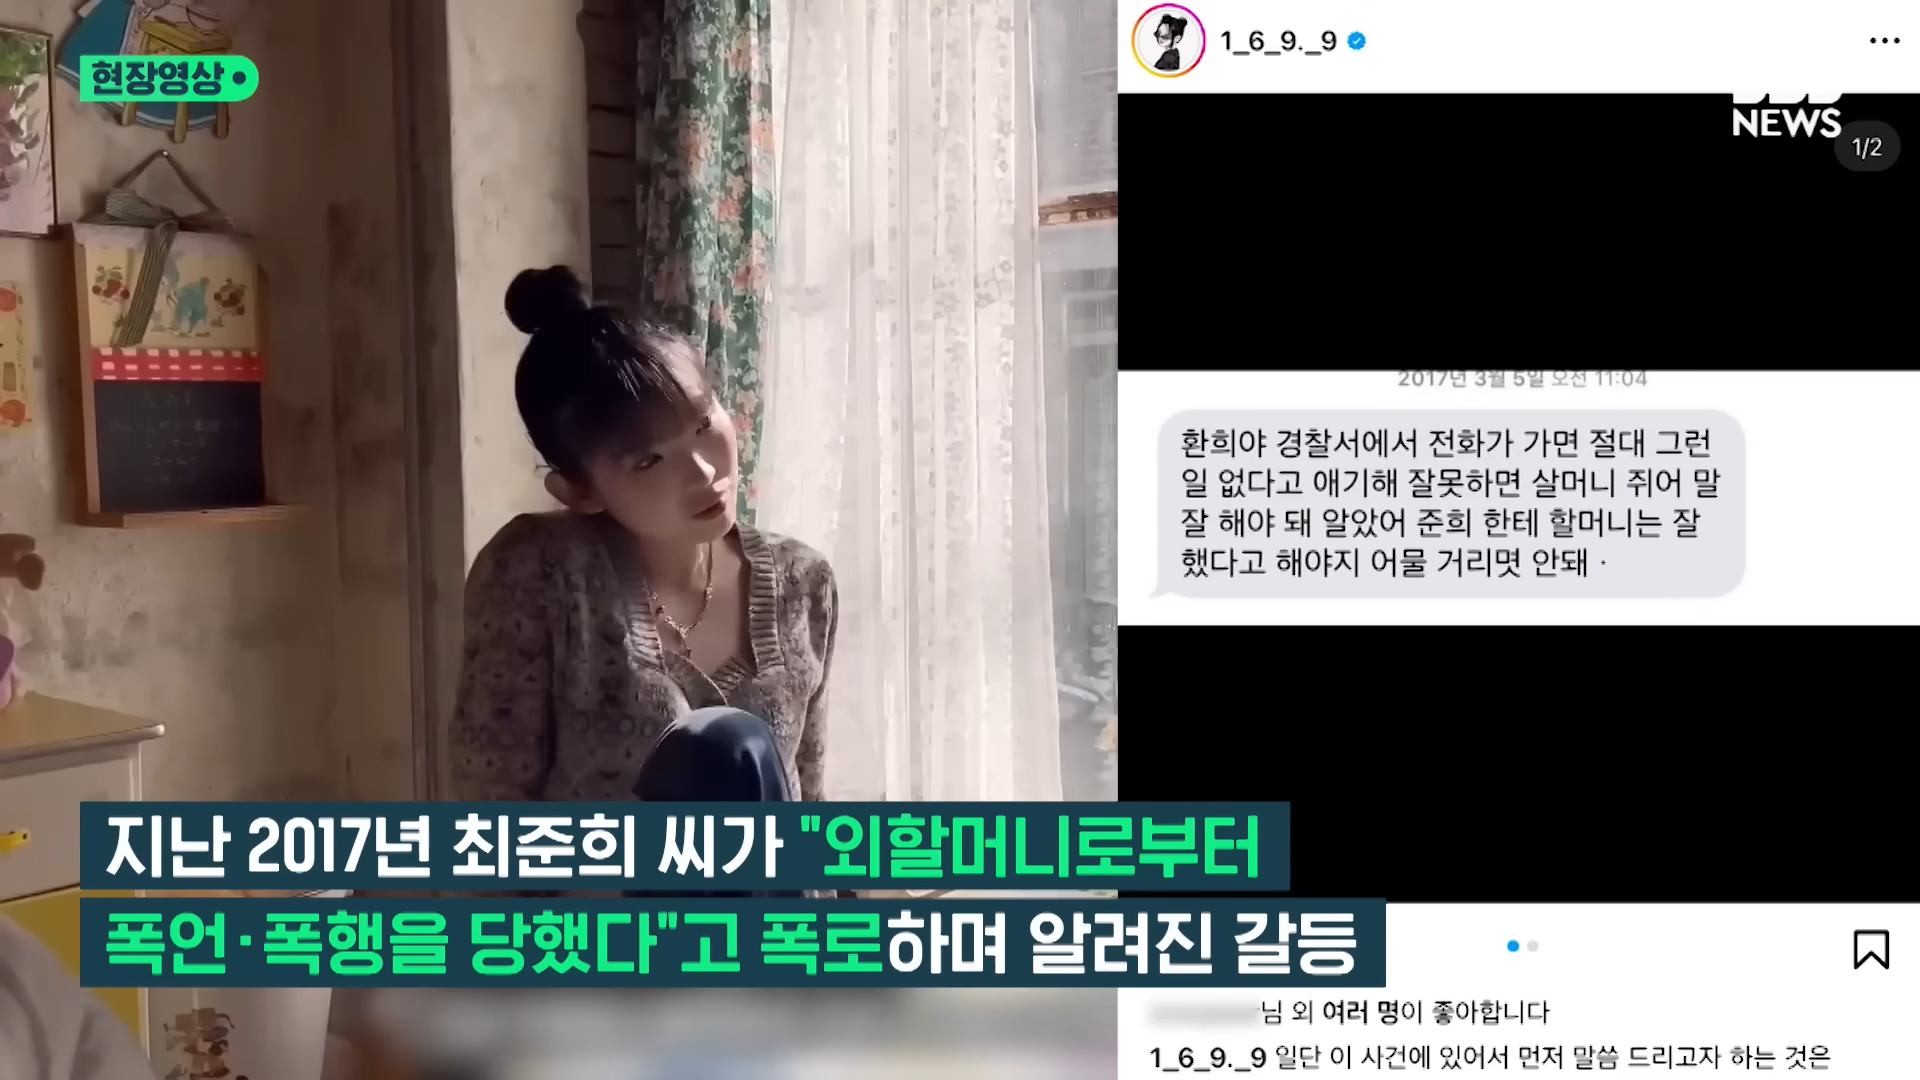 현장영상
1_6_9._9
NEWS
1/2
2017년 3월 5일 오전 11:04
환희야 경찰서에서 전화가 가면 절대 그런
일 없다고 얘기해 잘못하면 살머니 쥐어 말
잘 해야 돼 알았어 준희 한테 할머니는 잘
했다고 해야지 어물 거리몃 안돼 ·
지난 2017년 최준희 씨가 "외할머니로부터
폭언·폭행을 당했다"고 폭로하며 알려진 갈등
님 외 여러 명이 좋아합니다
1_6_9._9 일단 이 사건에 있어서 먼저 말씀 드리고자 하는 것은